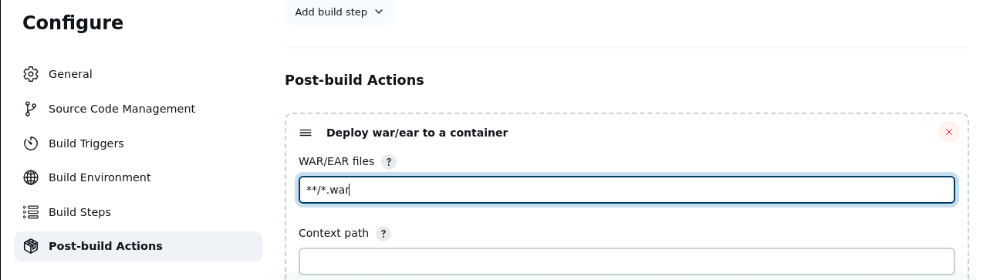 Configure
General
Source Code Management
Build Triggers
Build Environment
Build Steps
Post-build Actions
Add build step
Post-build Actions
Deploy war/ear to a container
WAR/EAR files ?
**/*.war
Context path ?